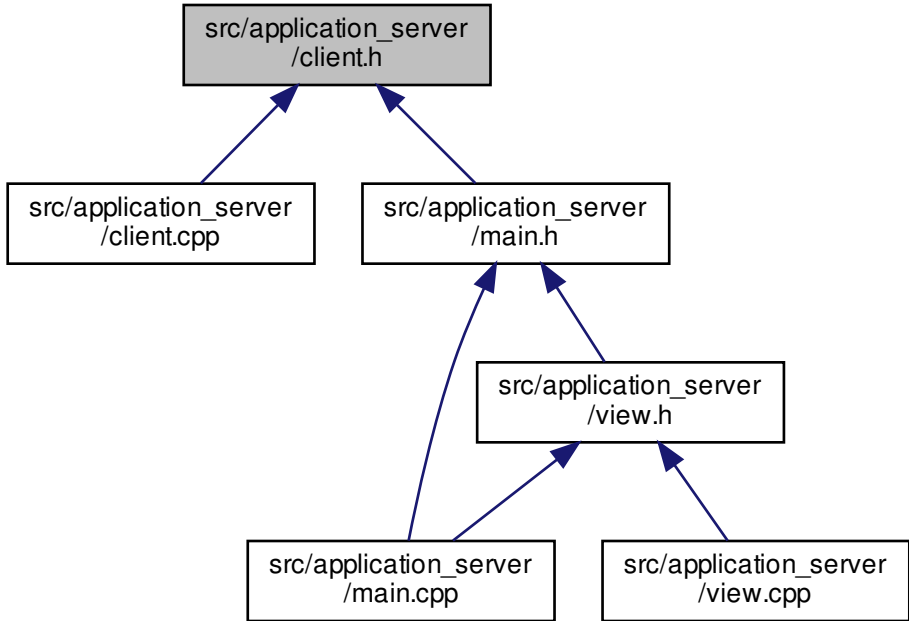 src/application_server
/client.h
src/application_server
/client.cpp
src/application_server
/main.h
src/application_server
/view.h
src/application_server
/main.cpp
src/application_server
/view.cpp